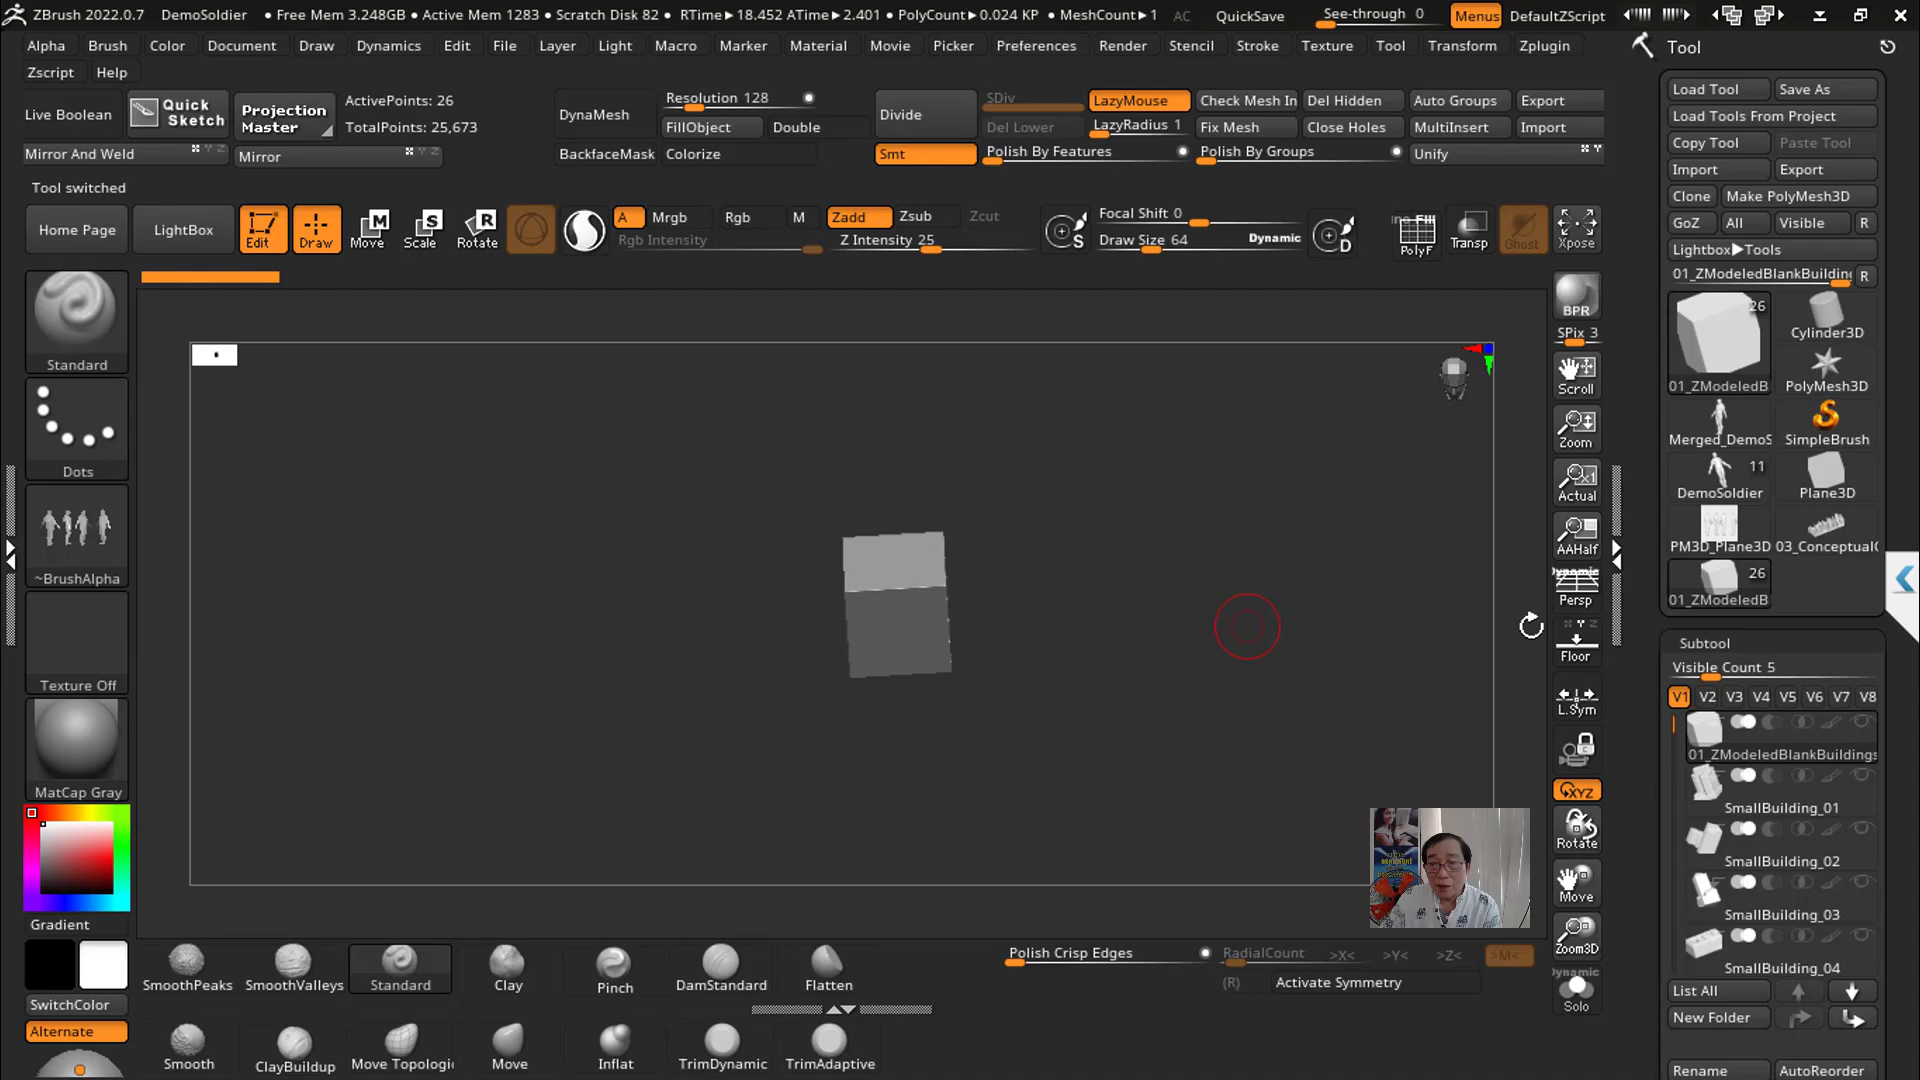 ZBrush 2022.0.7 DemoSoldier • Free Mem 3.248GB • Active Mem 1283 • Scratch Disk 82 • RTime▶18.452 ATime▶2.401 • PolyCount▶0.024 KP • MeshCount▶1 AC QuickSave See-through 0 Menus DefaultZScript
Alpha Brush Color Document Draw Dynamics Edit File Layer Light Macro Marker Material Movie Picker Preferences Render Stencil Stroke Texture Tool Transform Zplugin
Zscript Help
Tool
Live Boolean
Quick Sketch
Projection Master
ActivePoints: 26
TotalPoints: 25,673
Mirror And Weld
Mirror
DynaMesh
Resolution 128
FillObject Double
BackfaceMask Colorize
Divide
Smt
SDiv
Del Lower
LazyMouse
LazyRadius 1
Polish By Features
Check Mesh In Del Hidden Auto Groups Export
Fix Mesh Close Holes MultiInsert Import
Polish By Groups
Unify
Tool switched
Home Page LightBox Edit Draw Move Scale Rotate
A Mrgb Rgb M Zadd Zsub Zcut
Rgb Intensity Z Intensity 25
Focal Shift 0
Draw Size 64 Dynamic
S
D
PolyF
Transp
Ghost
Xpose
Standard
Dots
~BrushAlpha
Texture Off
MatCap Gray
Gradient
SwitchColor
Alternate
BPR
SPix 3
Scroll
Zoom
Actual
AAHalf
Dynamic
Persp
Floor
L.Sym
XYZ
Rotate
Move
Zoom3D
Dynamic
Solo
Load Tool Save As
Load Tools From Project
Copy Tool Paste Tool
Import Export
Clone Make PolyMesh3D
GoZ All Visible R
Lightbox▶Tools
01_ZModeledBlankBuilding R
26
01_ZModeledB Cylinder3D
PolyMesh3D
Merged_DemoS SimpleBrush
11
DemoSoldier Plane3D
PM3D_Plane3D 03_Conceptual
26
01_ZModeledB
Subtool
Visible Count 5
V1 V2 V3 V4 V5 V6 V7 V8
01_ZModeledBlankBuildings
SmallBuilding_01
SmallBuilding_02
SmallBuilding_03
SmallBuilding_04
List All
New Folder
Rename AutoReorder
SmoothPeaks SmoothValleys Standard Clay Pinch DamStandard Flatten
Polish Crisp Edges
RadialCount >X< >Y< >Z< >M<
(R) Activate Symmetry
Smooth ClayBuildup Move Topologi Move Inflat TrimDynamic TrimAdaptive